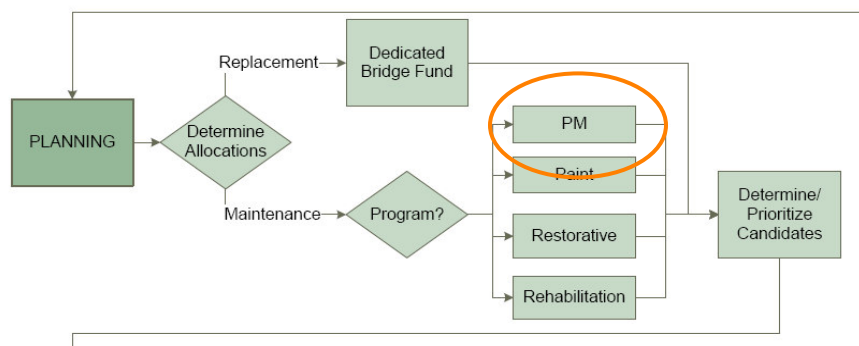 PLANNING
Determine
Allocations
Replacement
Dedicated
Bridge Fund
Maintenance
Program?
PM
Paint
Restorative
Rehabilitation
Determine/
Prioritize
Candidates